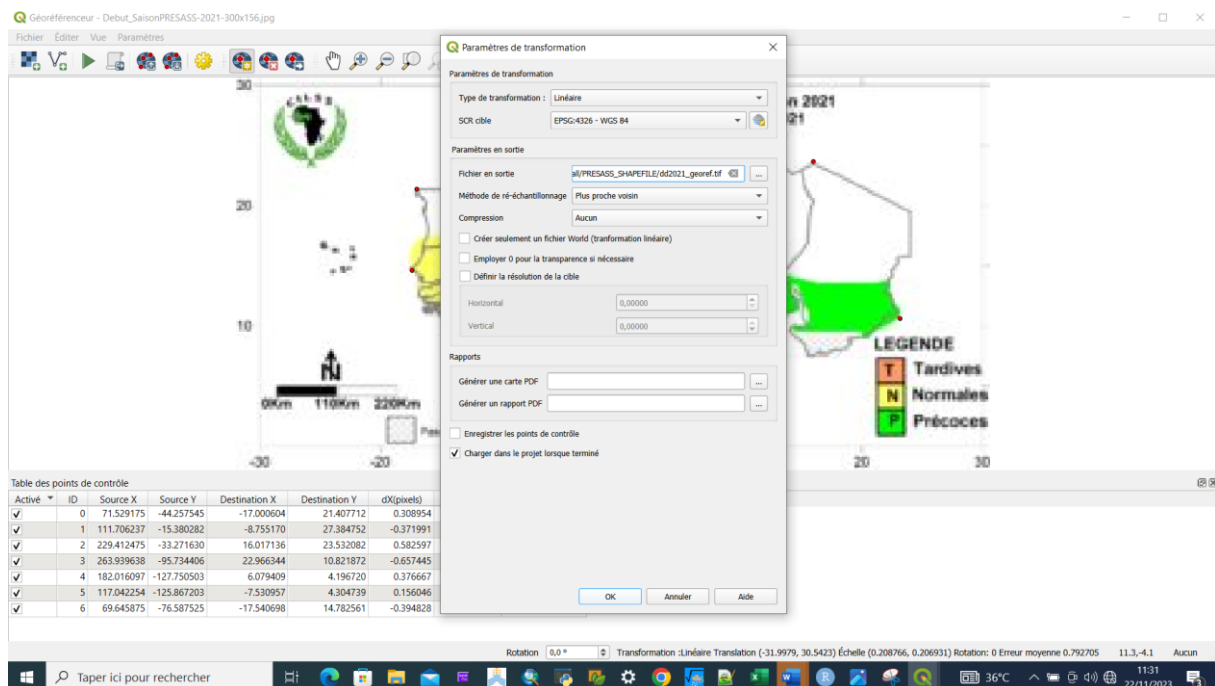 Géoréférenceur - Debut_SaisonPRESASS-2021-300x156.jpg
Fichier Éditer Vue Paramètres
Paramètres de transformation
Paramètres de transformation
Type de transformation : Linéaire
SCR cible EPSG:4326 - WGS 84
Paramètres en sortie
Fichier en sortie al/PRESASS_SHAPEFILE/dd2021_georef.tif ...
Méthode de ré-échantillonnage Plus proche voisin
Compression Aucun
Créer seulement un fichier World (tranformation linéaire)
Employer 0 pour la transparence si nécessaire
Définir la résolution de la cible
Horizontal 0,00000
Vertical 0,00000
Rapports
Générer une carte PDF ...
Générer un rapport PDF ...
Enregistrer les points de contrôle
Charger dans le projet lorsque terminé
OK Annuler Aide
30
n 2021
21
20
10
N
0Km 110Km 220Km
LEGENDE
T Tardives
N Normales
P Précoces
-30 -20 20 30
Table des points de contrôle
Activé ID Source X Source Y Destination X Destination Y dX(pixels)
0 71.529175 -44.257545 -17.000604 21.407712 0.308954
1 111.706237 -15.380282 -8.755170 27.384752 -0.371991
2 229.412475 -33.271630 16.017136 23.532082 0.582597
3 263.939638 -95.734406 22.966344 10.821872 -0.657445
4 182.016097 -127.750503 6.079409 4.196720 0.376667
5 117.042254 -125.867203 -7.530957 4.304739 0.156046
6 69.645875 -76.587525 -17.540698 14.782561 -0.394828
Rotation 0,0 ° Transformation :Linéaire Translation (-31.9979, 30.5423) Échelle (0.208766, 0.206931) Rotation: 0 Erreur moyenne 0.792705 11.3,-4.1 Aucun
Taper ici pour rechercher
36°C
11:31
22/11/2023